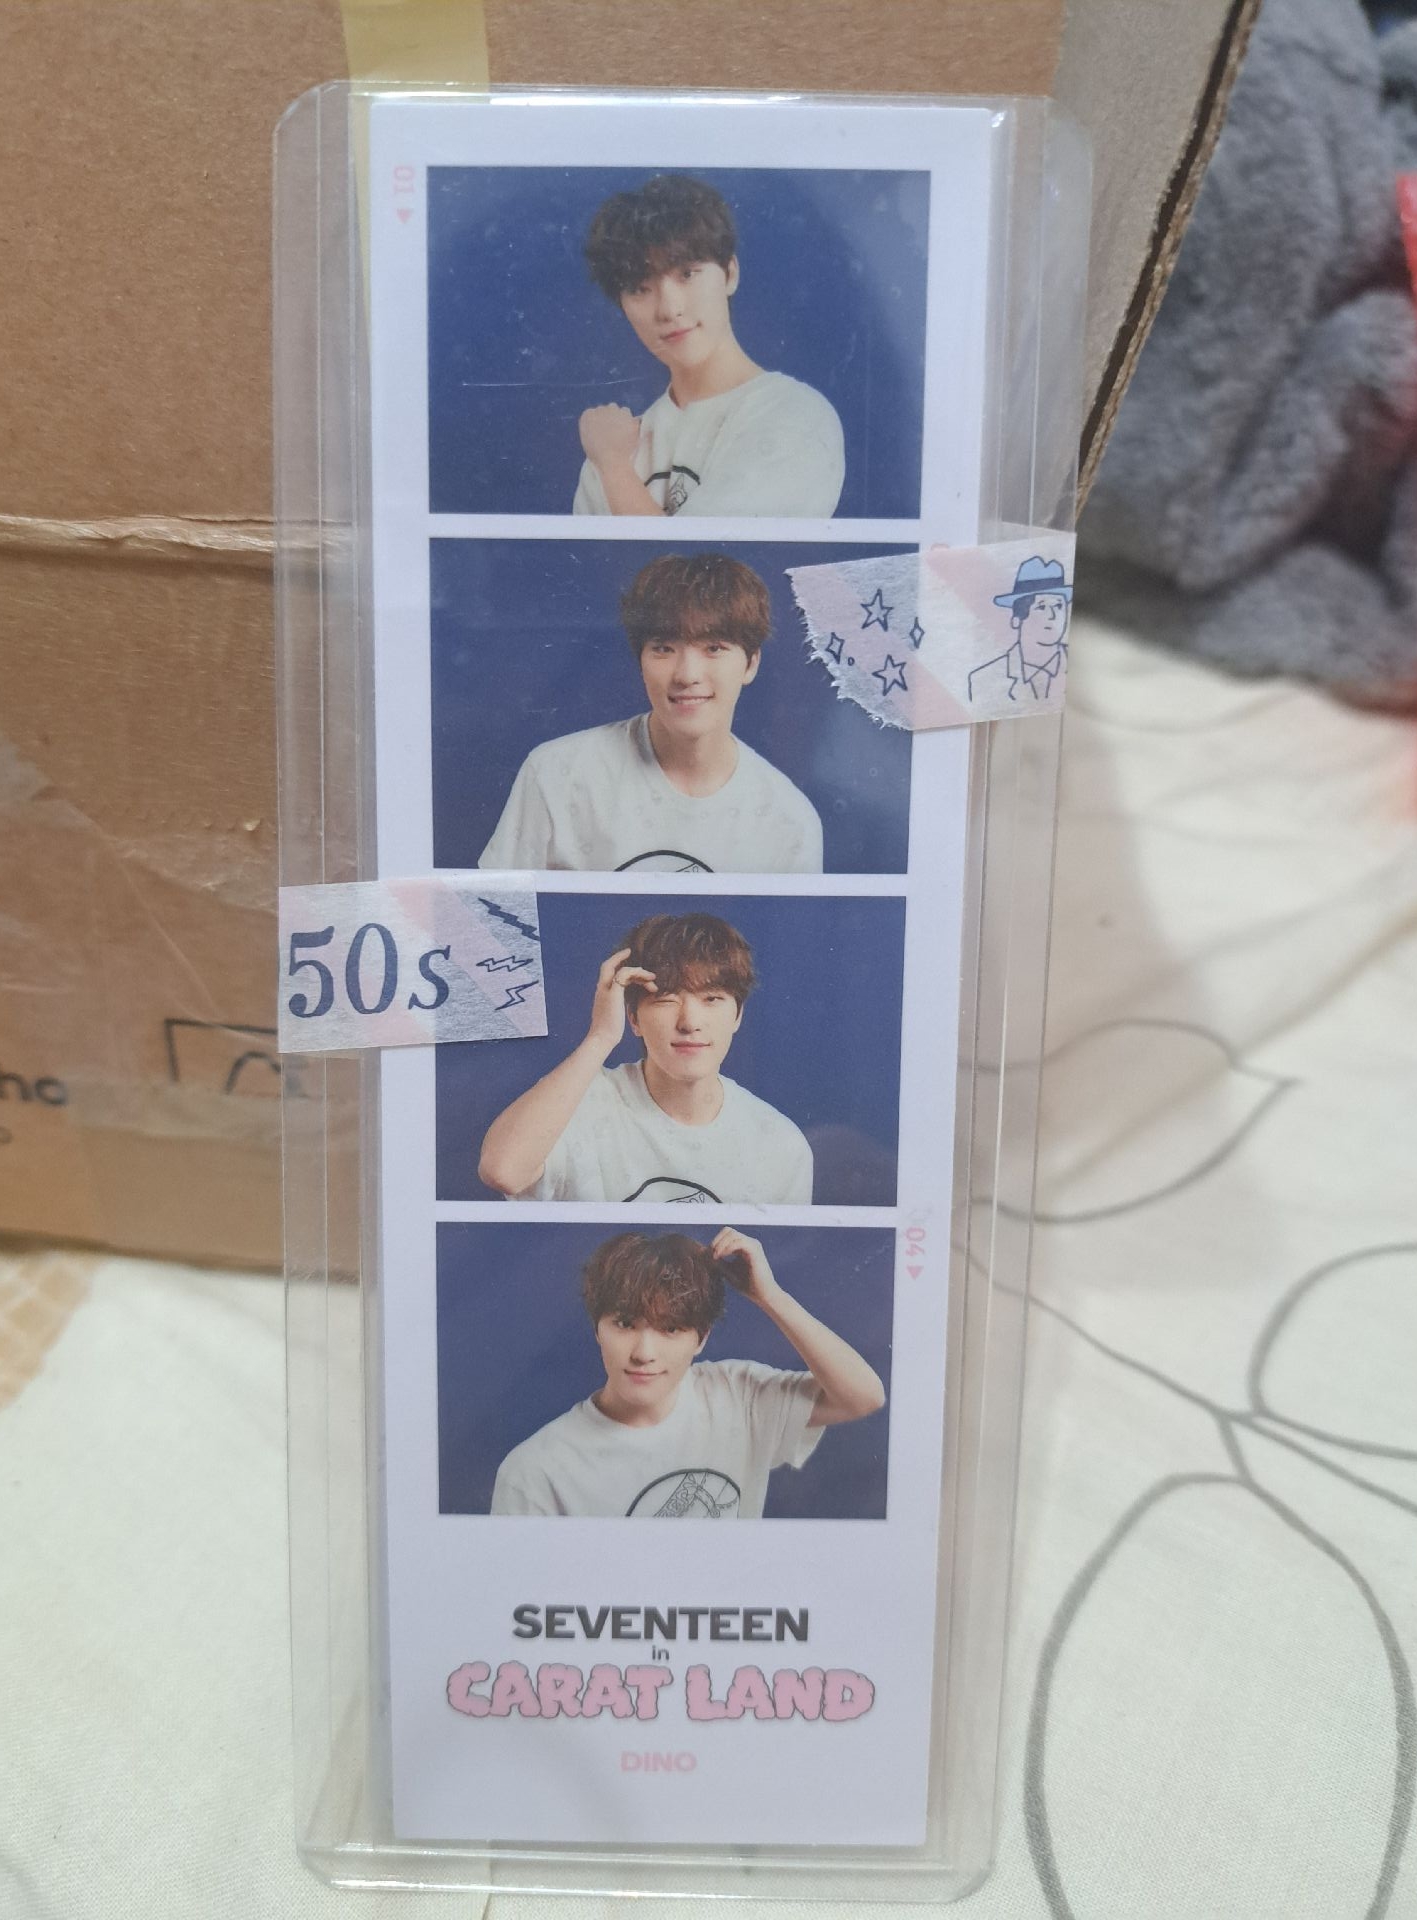 01
50s
04
SEVENTEEN
in
CARAT LAND
DINO